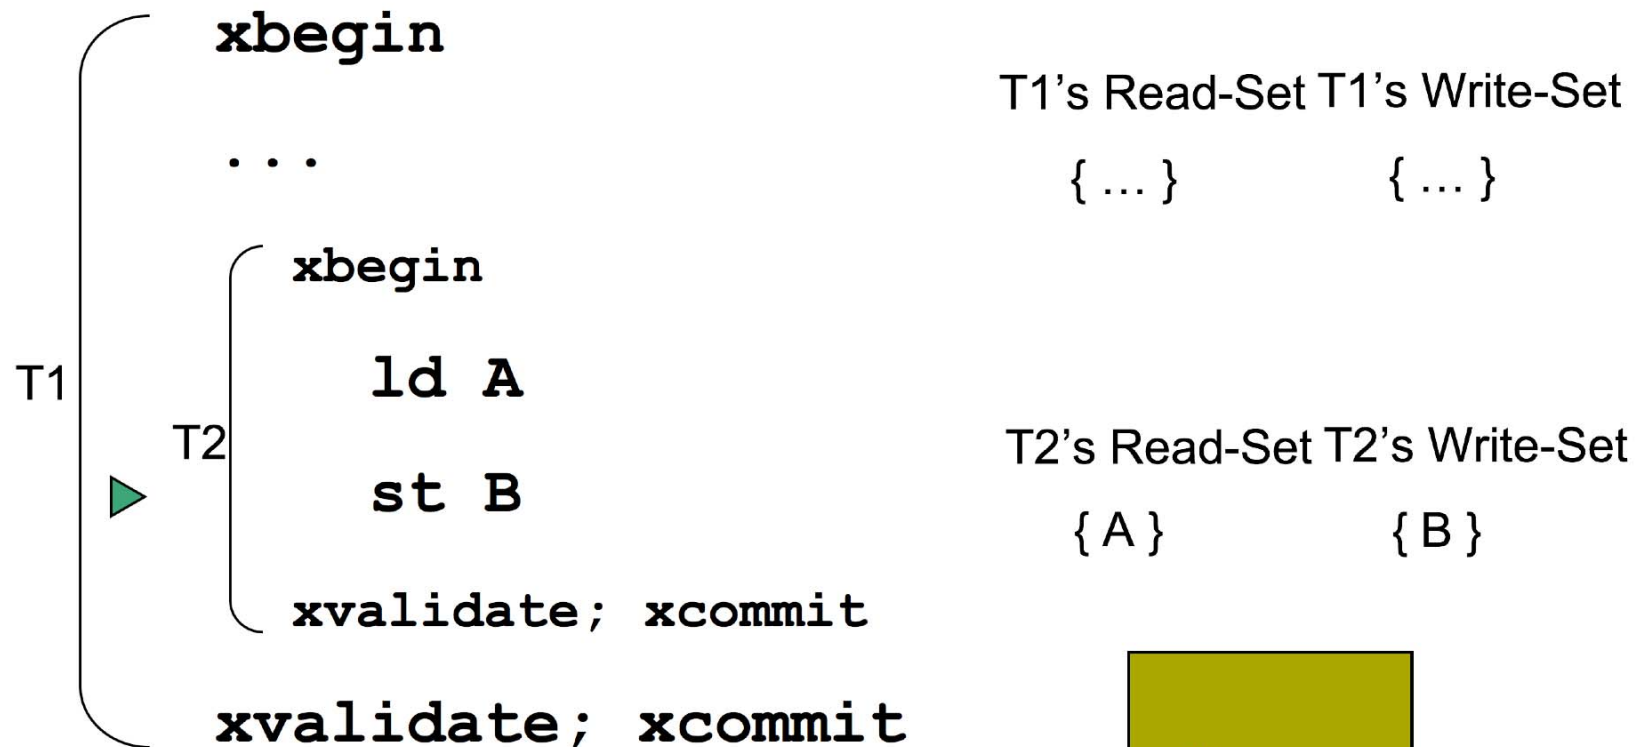 xbegin
T1's Read-Set T1's Write-Set
...
{ ... } { ... }
xbegin
ld A
T1
T2
T2's Read-Set T2's Write-Set
st B
{ A } { B }
xvalidate; xcommit
xvalidate; xcommit